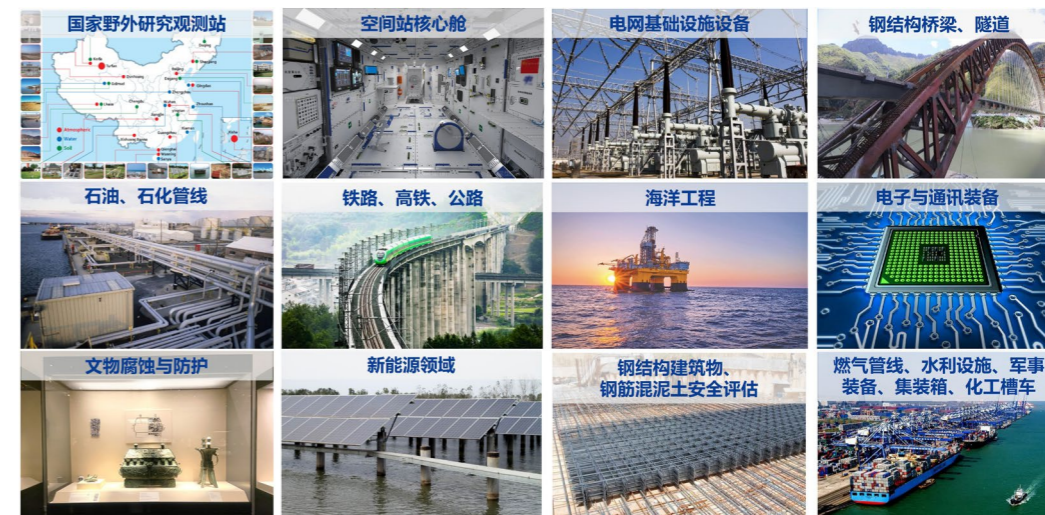 国家野外研究观测站
空间站核心舱
电网基础设施设备
钢结构桥梁、隧道
Atmosphere
Water
Soil
石油、石化管线
铁路、高铁、公路
海洋工程
电子与通讯装备
文物腐蚀与防护
新能源领域
钢结构建筑物、
钢筋混泥土安全评估
燃气管线、水利设施、军事
装备、集装箱、化工槽车